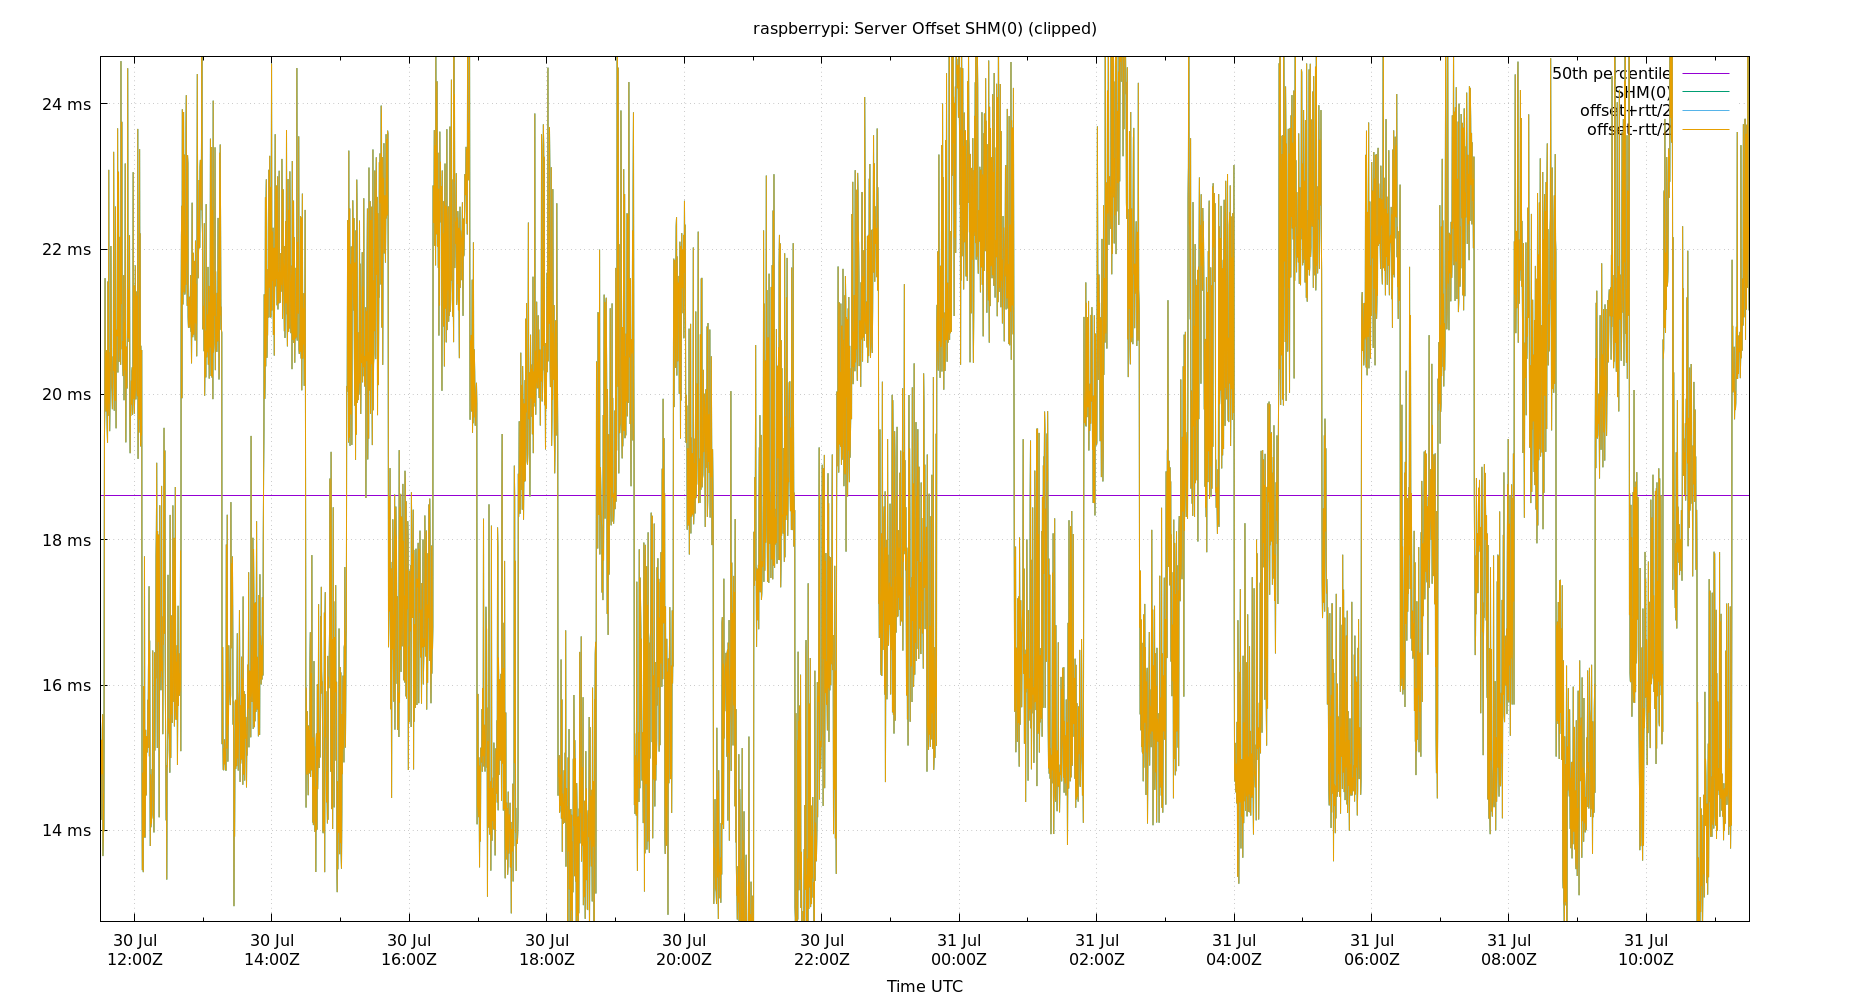 raspberrypi: Server Offset SHM(0) (clipped)
50th percentile
SHM(0)
offset+rtt/2
offset-rtt/2
24 ms
22 ms
20 ms
18 ms
16 ms
14 ms
30 Jul 30 Jul 30 Jul 30 Jul 30 Jul 30 Jul 31 Jul 31 Jul 31 Jul 31 Jul 31 Jul 31 Jul
12:00Z 14:00Z 16:00Z 18:00Z 20:00Z 22:00Z 00:00Z 02:00Z 04:00Z 06:00Z 08:00Z 10:00Z
Time UTC